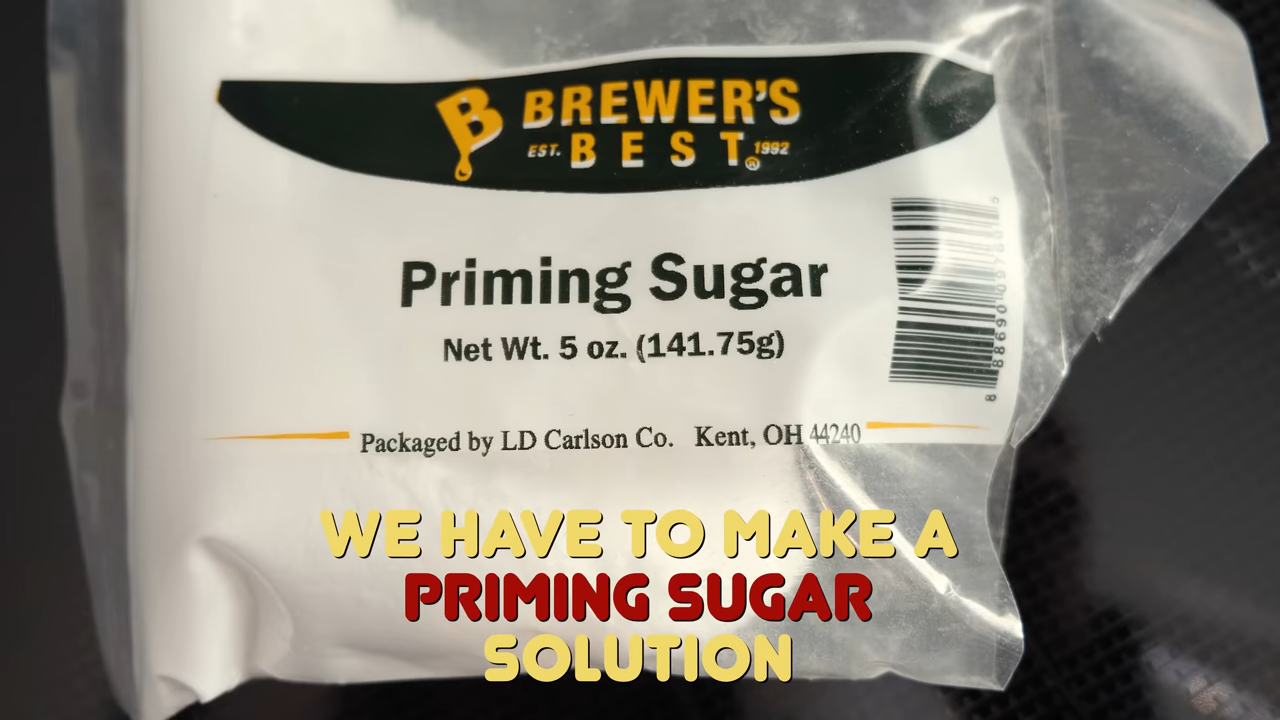 B BREWER'S
EST. BEST® 1992
Priming Sugar
Net Wt. 5 oz. (141.75g)
Packaged by LD Carlson Co. Kent, OH 44240
WE HAVE TO MAKE A
PRIMING SUGAR
SOLUTION